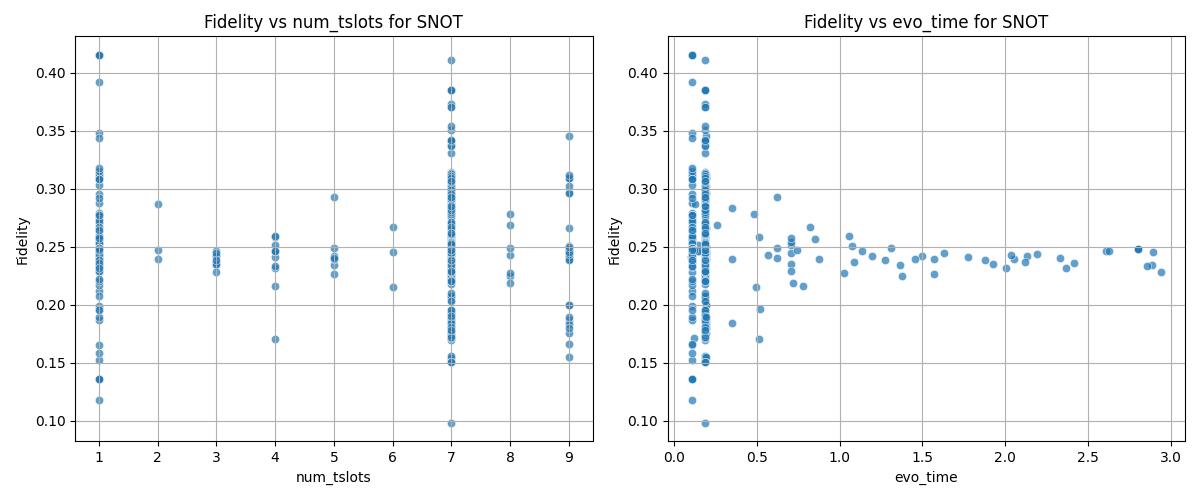 Fidelity vs num_tslots for SNOT
Fidelity
0.40
0.35
0.30
0.25
0.20
0.15
0.10
1 2 3 4 5 6 7 8 9
num_tslots
Fidelity vs evo_time for SNOT
Fidelity
0.40
0.35
0.30
0.25
0.20
0.15
0.10
0.0 0.5 1.0 1.5 2.0 2.5 3.0
evo_time